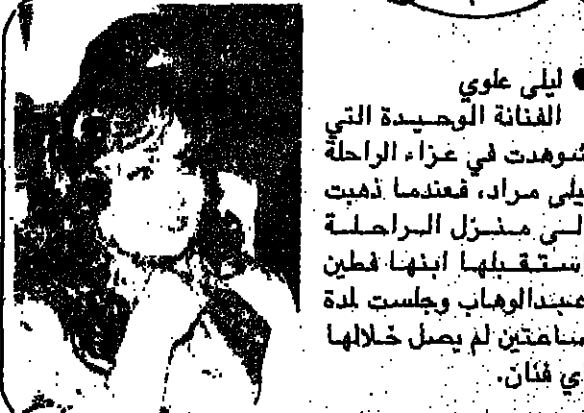 ● ليلى علوي
الفنانة الوحيدة التي
شوهدت في عزاء الراحلة
ليلى مراد، فعندما ذهبت
الى منزل الراحلة
استقبلها ابنها فطين
عبدالوهاب وجلست لمدة
ساعتين لم يصل خلالها
اي فنان.